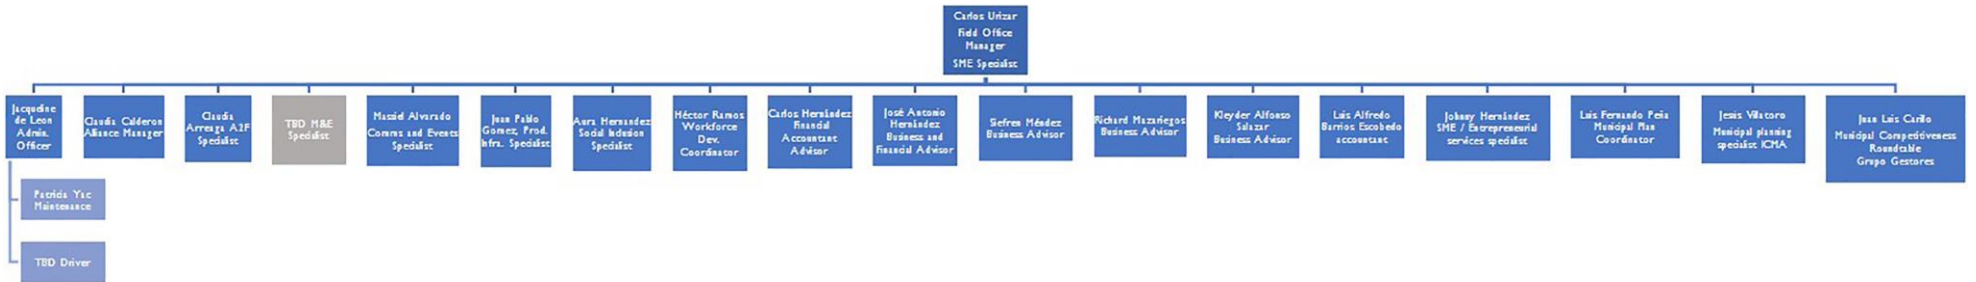 Carlos Urizar
Field Office
Manager
SME Specialist
Jacqueline
de Leon
Admin.
Officer
Claudia Calderon
Alliance Manager
Claudia
Arreaga A2F
Specialist
TBD M&E
Specialist
Massiel Alvarado
Comms and Events
Specialist
Juan Pablo
Gomez, Prod.
Infra. Specialist
Aura Hernandez
Social Inclusion
Specialist
Héctor Ramos
Workforce
Dev.
Coordinator
Carlos Hernández
Financial
Accountant
Advisor
José Antonio
Hernández
Business and
Financial Advisor
Siefren Méndez
Business Advisor
Richard Mazariegos
Business Advisor
Kleyder Alfonso
Salazar
Business Advisor
Luis Alfredo
Barrios Escobedo
accountant
Johnny Hernández
SME / Entrepreneurial
services specialist
Luis Fernando Peña
Municipal Plan
Coordinator
Jesús Villatoro
Municipal planning
specialist ICMA
Juan Luis Carillo
Municipal Competitiveness
Roundtable
Grupo Gestores
Patricia Yac
Maintenance
TBD Driver